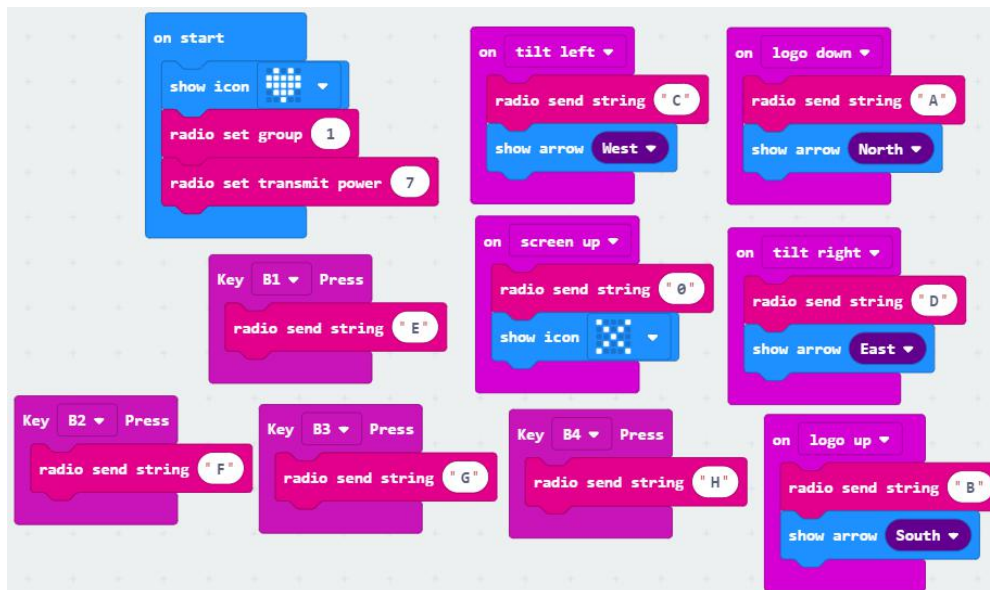 on start
show icon
radio set group 1
radio set transmit power 7
on tilt left
radio send string "C"
show arrow West
on logo down
radio send string "A"
show arrow North
on screen up
radio send string "0"
show icon
on tilt right
radio send string "D"
show arrow East
Key B1 Press
radio send string "E"
Key B2 Press
radio send string "F"
Key B3 Press
radio send string "G"
Key B4 Press
radio send string "H"
on logo up
radio send string "B"
show arrow South